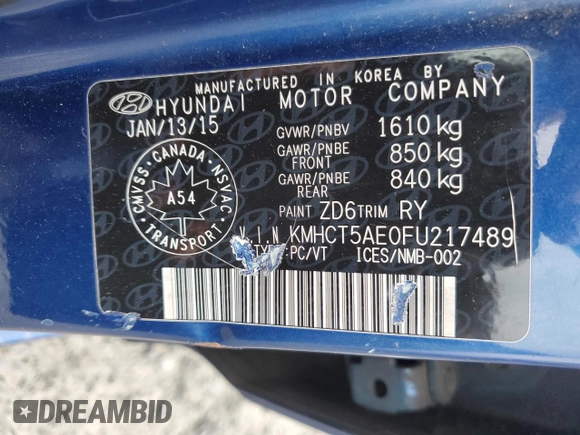 MANUFACTURED IN KOREA BY
HYUNDAI MOTOR COMPANY
JAN/13/15
GVWR/PNBV 1610 kg
GAWR/PNBE FRONT 850 kg
GAWR/PNBE REAR 840 kg
CMVSS • CANADA • NSVAC
A54
TRANSPORT
PAINT ZD6 TRIM RY
V.I.N KMHCT5AE0FU217489
PC/VT ICES/NMB-002
DREAMBID